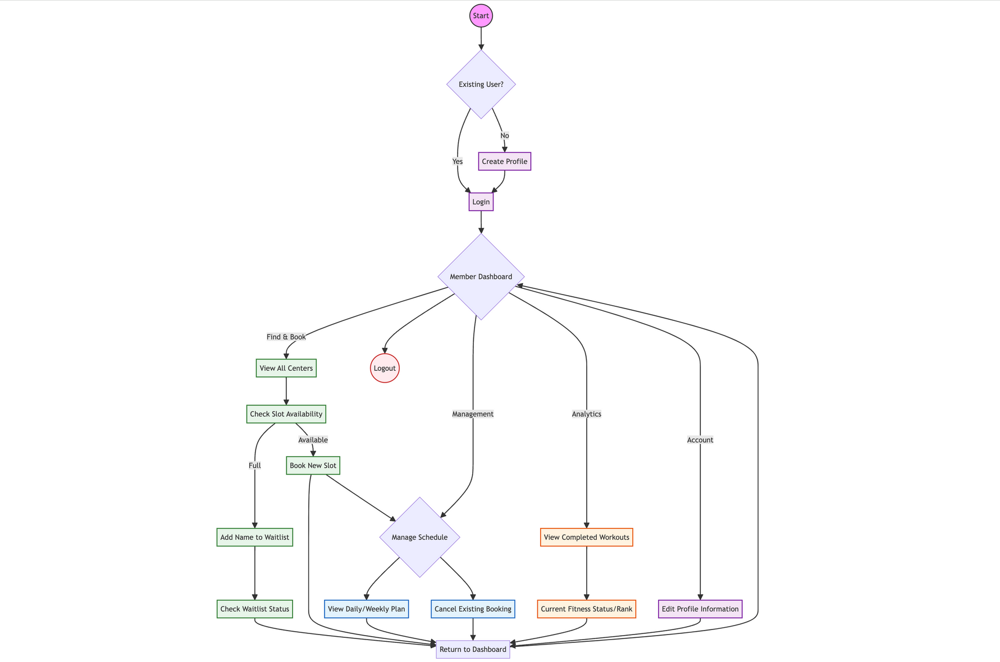 Start
Existing User?
No
Yes
Create Profile
Login
Member Dashboard
Find & Book
View All Centers
Logout
Check Slot Availability
Management
Analytics
Available
Account
Full
Book New Slot
Add Name to Waitlist
Manage Schedule
View Completed Workouts
Check Waitlist Status
View Daily/Weekly Plan
Cancel Existing Booking
Current Fitness Status/Rank
Edit Profile Information
Return to Dashboard